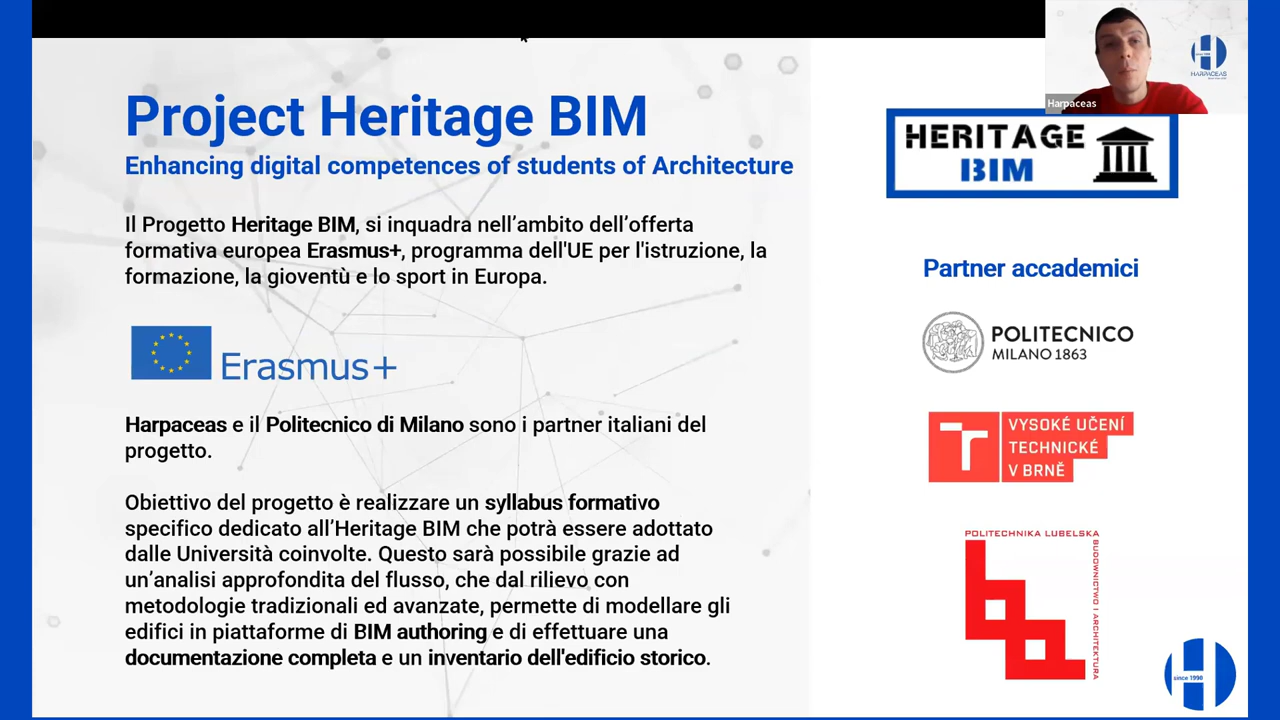 Project Heritage BIM
Enhancing digital competences of students of Architecture
Il Progetto Heritage BIM, si inquadra nell’ambito dell’offerta
formativa europea Erasmus+, programma dell'UE per l'istruzione, la
formazione, la gioventù e lo sport in Europa.
Erasmus+
Harpaceas e il Politecnico di Milano sono i partner italiani del
progetto.
Obiettivo del progetto è realizzare un syllabus formativo
specifico dedicato all’Heritage BIM che potrà essere adottato
dalle Università coinvolte. Questo sarà possibile grazie ad
un’analisi approfondita del flusso, che dal rilievo con
metodologie tradizionali ed avanzate, permette di modellare gli
edifici in piattaforme di BIM authoring e di effettuare una
documentazione completa e un inventario dell'edificio storico.
HARPACEAS
Harpaceas
HERITAGE
BIM
Partner accademici
POLITECNICO
MILANO 1863
VYSOKÉ UČENÍ
TECHNICKÉ
V BRNĚ
POLITECHNIKA LUBELSKA
BUDOWNICTWO I ARCHITEKTURA
since 1990